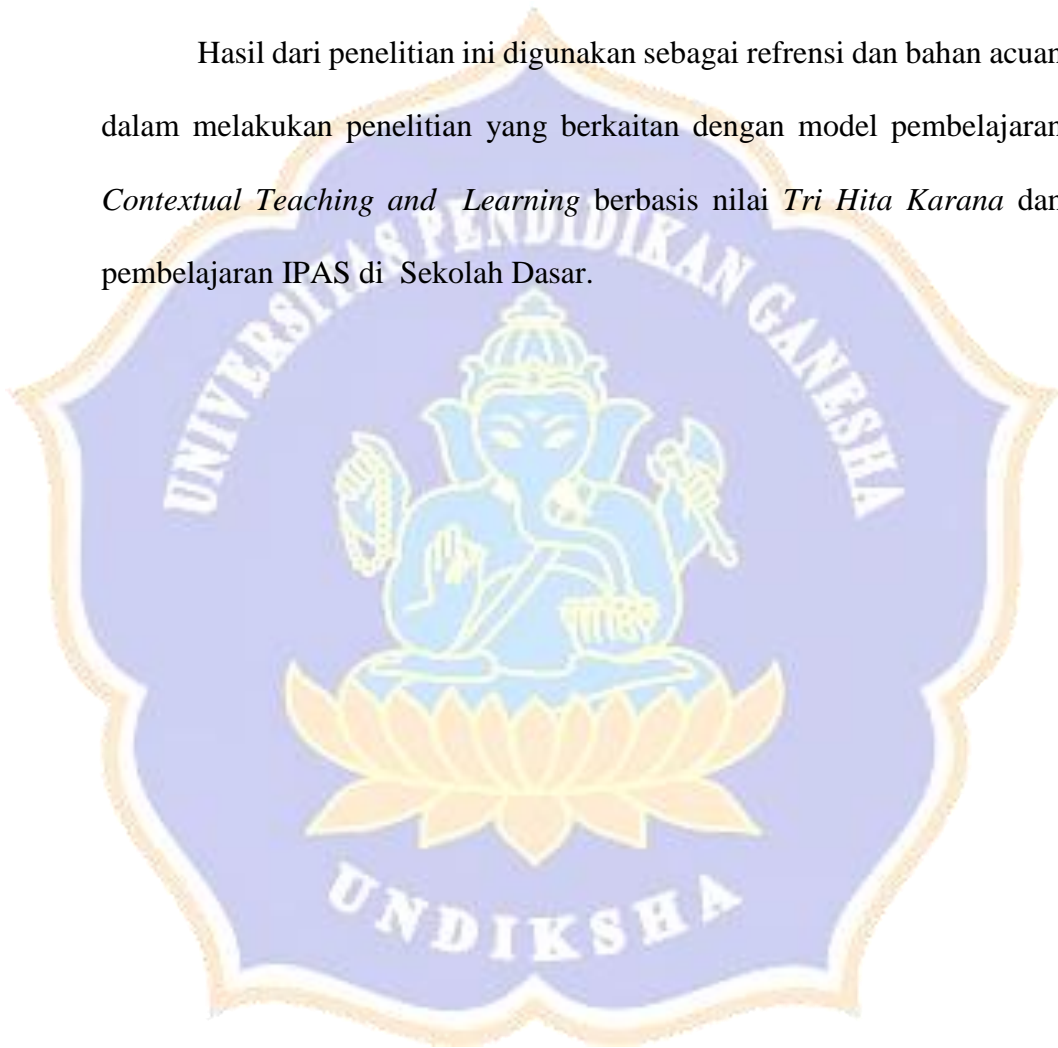 Hasil dari penelitian ini digunakan sebagai refrensi dan bahan acuan
dalam melakukan penelitian yang berkaitan dengan model pembelajaran
Contextual Teaching and Learning berbasis nilai Tri Hita Karana dan
pembelajaran IPAS di Sekolah Dasar.
UNIVERSITAS PENDIDIKAN GANESHA
UNDIKSHA